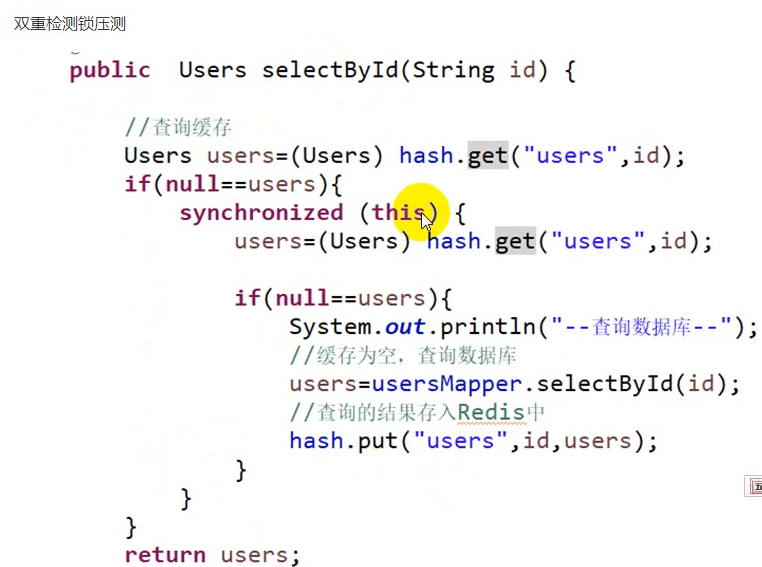 双重检测锁压测
public  Users selectById(String id) {
//查询缓存
Users users=(Users) hash.get("users",id);
if(null==users){
synchronized (this) {
users=(Users) hash.get("users",id);
if(null==users){
System.out.println("--查询数据库--");
//缓存为空，查询数据库
users=usersMapper.selectById(id);
//查询的结果存入Redis中
hash.put("users",id,users);
}
}
}
return users;